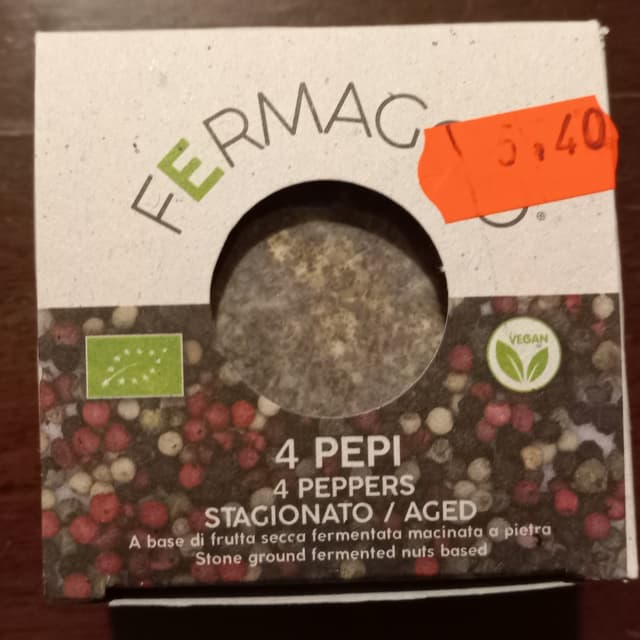 FERMAG
5.40
VEGAN
4 PEPI
4 PEPPERS
STAGIONATO / AGED
A base di frutta secca fermentata macinata a pietra
Stone ground fermented nuts based